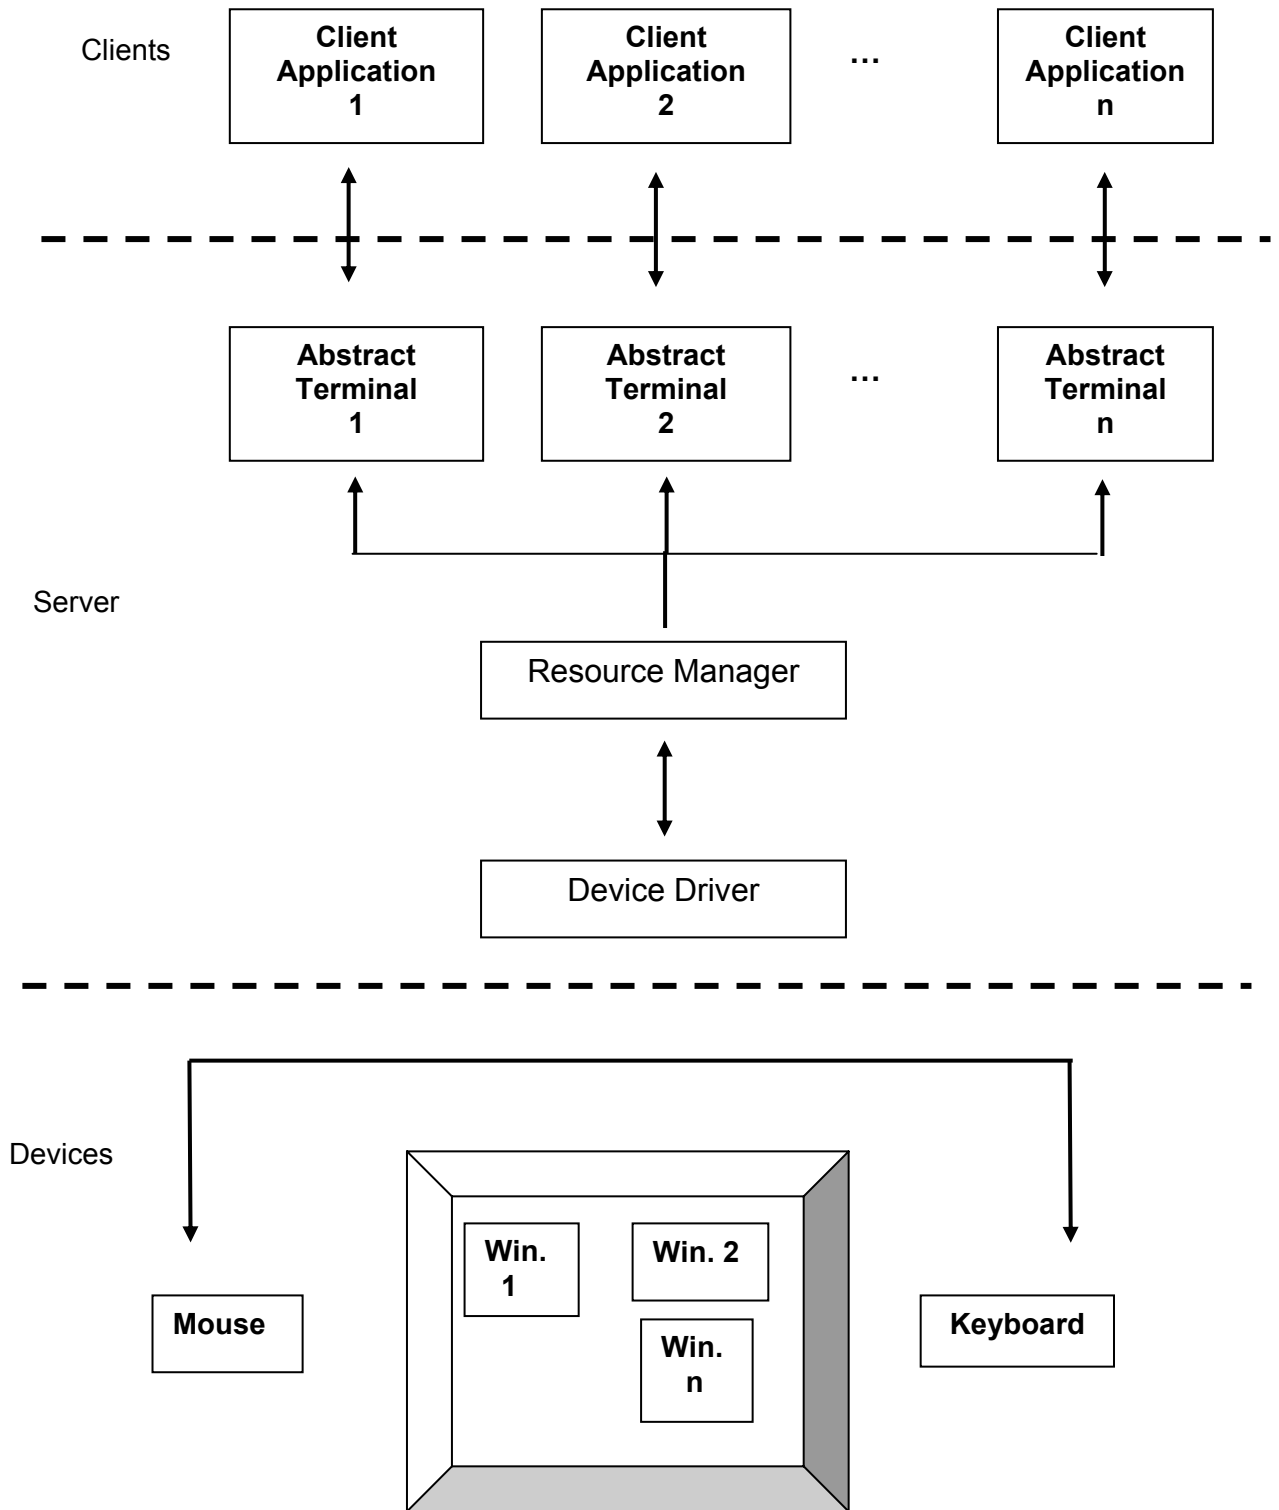 Clients
Client
Application
1
Client
Application
2
...
Client
Application
n
Abstract
Terminal
1
Abstract
Terminal
2
...
Abstract
Terminal
n
Server
Resource Manager
Device Driver
Devices
Win.
1
Win. 2
Win.
n
Mouse
Keyboard